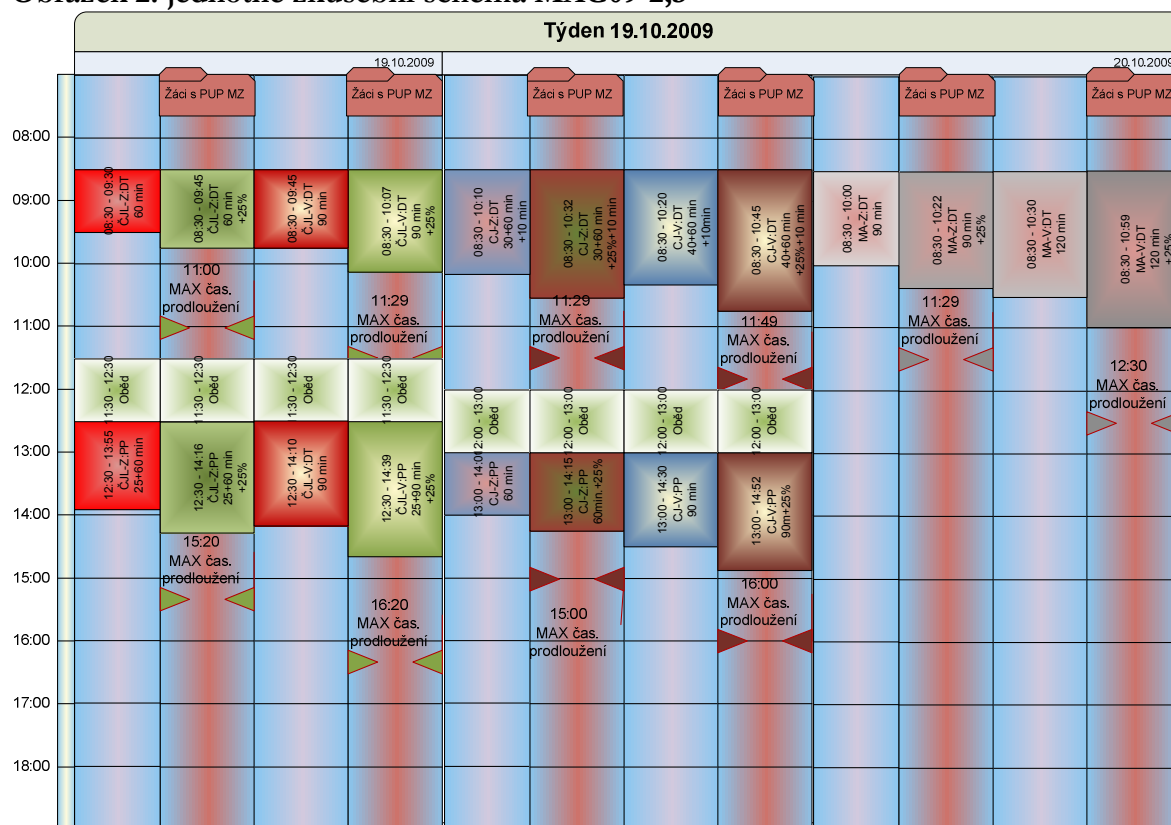 Obrázek 2: jednotné zkušební schéma MAG09-2,3
Týden 19.10.2009
19.10.2009
20.10.2009
Žáci s PUP MZ
Žáci s PUP MZ
Žáci s PUP MZ
Žáci s PUP MZ
Žáci s PUP MZ
Žáci s PUP MZ
08:00
09:00
10:00
11:00
12:00
13:00
14:00
15:00
16:00
17:00
18:00
08:30 - 09:30
ČJL-Z:DT
60 min
08:30 - 09:45
ČJL-Z:DT
60 min
+25%
08:30 - 09:45
ČJL-V:DT
90 min
08:30 - 10:07
ČJL-V:DT
90 min
+25%
08:30 - 10:10
CJ-Z:DT
30+60 min
+10 min
08:30 - 10:32
CJ-Z:DT
30+60 min
+25%+10 min
08:30 - 10:20
CJ-V:DT
40+60 min
+10min
08:30 - 10:45
CJ-V:DT
40+60 min
+25%+10 min
08:30 - 10:00
MA-Z:DT
90 min
08:30 - 10:22
MA-Z:DT
90 min
+25%
08:30 - 10:30
MA-V:DT
120 min
08:30 - 10:59
MA-V:DT
120 min
+25%
11:00
MAX čas.
prodloužení
11:29
MAX čas.
prodloužení
11:29
MAX čas.
prodloužení
11:49
MAX čas.
prodloužení
11:29
MAX čas.
prodloužení
12:30
MAX čas.
prodloužení
11:30 - 12:30
Oběd
11:30 - 12:30
Oběd
11:30 - 12:30
Oběd
11:30 - 12:30
Oběd
12:00 - 13:00
Oběd
12:00 - 13:00
Oběd
12:00 - 13:00
Oběd
12:00 - 13:00
Oběd
12:30 - 13:55
ČJL-Z:PP
25+60 min
12:30 - 14:16
ČJL-Z:PP
25+60 min
+25%
12:30 - 14:10
ČJL-V:DT
90 min
12:30 - 14:39
ČJL-V:PP
25+90 min
+25%
13:00 - 14:00
CJ-Z:PP
60 min
13:00 - 14:15
CJ-Z:PP
60min.+25%
13:00 - 14:30
CJ-V:PP
90 min
13:00 - 14:52
CJ-V:PP
90m+25%
15:20
MAX čas.
prodloužení
16:20
MAX čas.
prodloužení
15:00
MAX čas.
prodloužení
16:00
MAX čas.
prodloužení